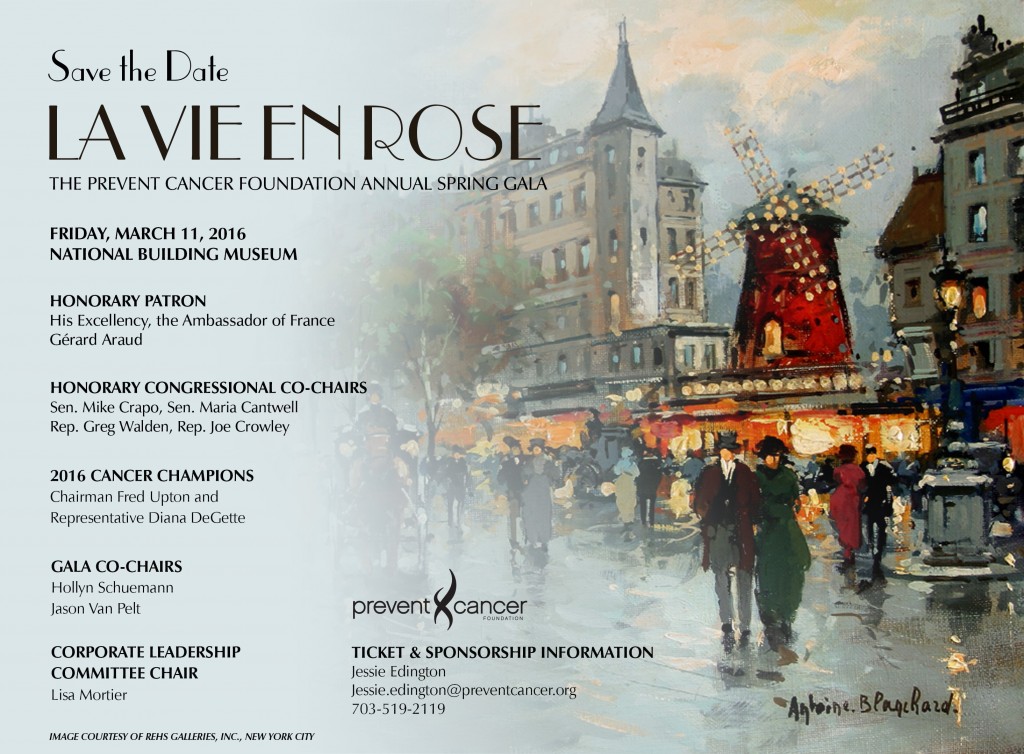 Save the Date
LA VIE EN ROSE
THE PREVENT CANCER FOUNDATION ANNUAL SPRING GALA
FRIDAY, MARCH 11, 2016
NATIONAL BUILDING MUSEUM
HONORARY PATRON
His Excellency, the Ambassador of France
Gérard Araud
HONORARY CONGRESSIONAL CO-CHAIRS
Sen. Mike Crapo, Sen. Maria Cantwell
Rep. Greg Walden, Rep. Joe Crowley
2016 CANCER CHAMPIONS
Chairman Fred Upton and
Representative Diana DeGette
GALA CO-CHAIRS
Hollyn Schuemann
Jason Van Pelt
CORPORATE LEADERSHIP
COMMITTEE CHAIR
Lisa Mortier
prevent cancer
FOUNDATION
TICKET & SPONSORSHIP INFORMATION
Jessie Edington
Jessie.edington@preventcancer.org
703-519-2119
Antoine. Blanchard.
IMAGE COURTESY OF REHS GALLERIES, INC., NEW YORK CITY